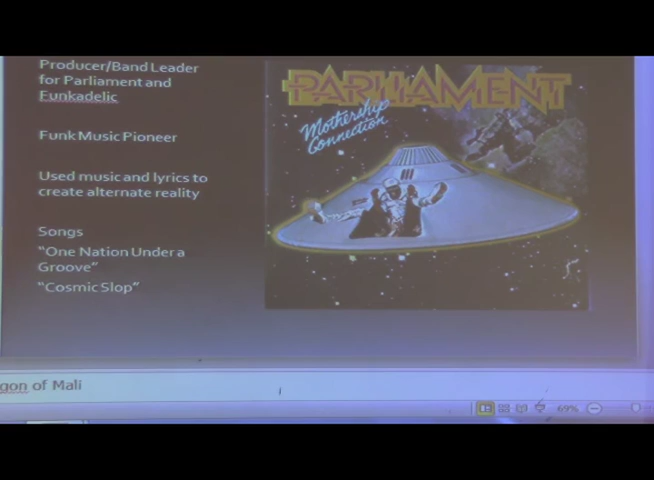 Producer/Band Leader
for Parliament and
Funkadelic
Funk Music Pioneer
Used music and lyrics to
create alternate reality
Songs
"One Nation Under a
Groove"
"Cosmic Slop"
PARLIAMENT
Mothership
Connection
gon of Mali
69%